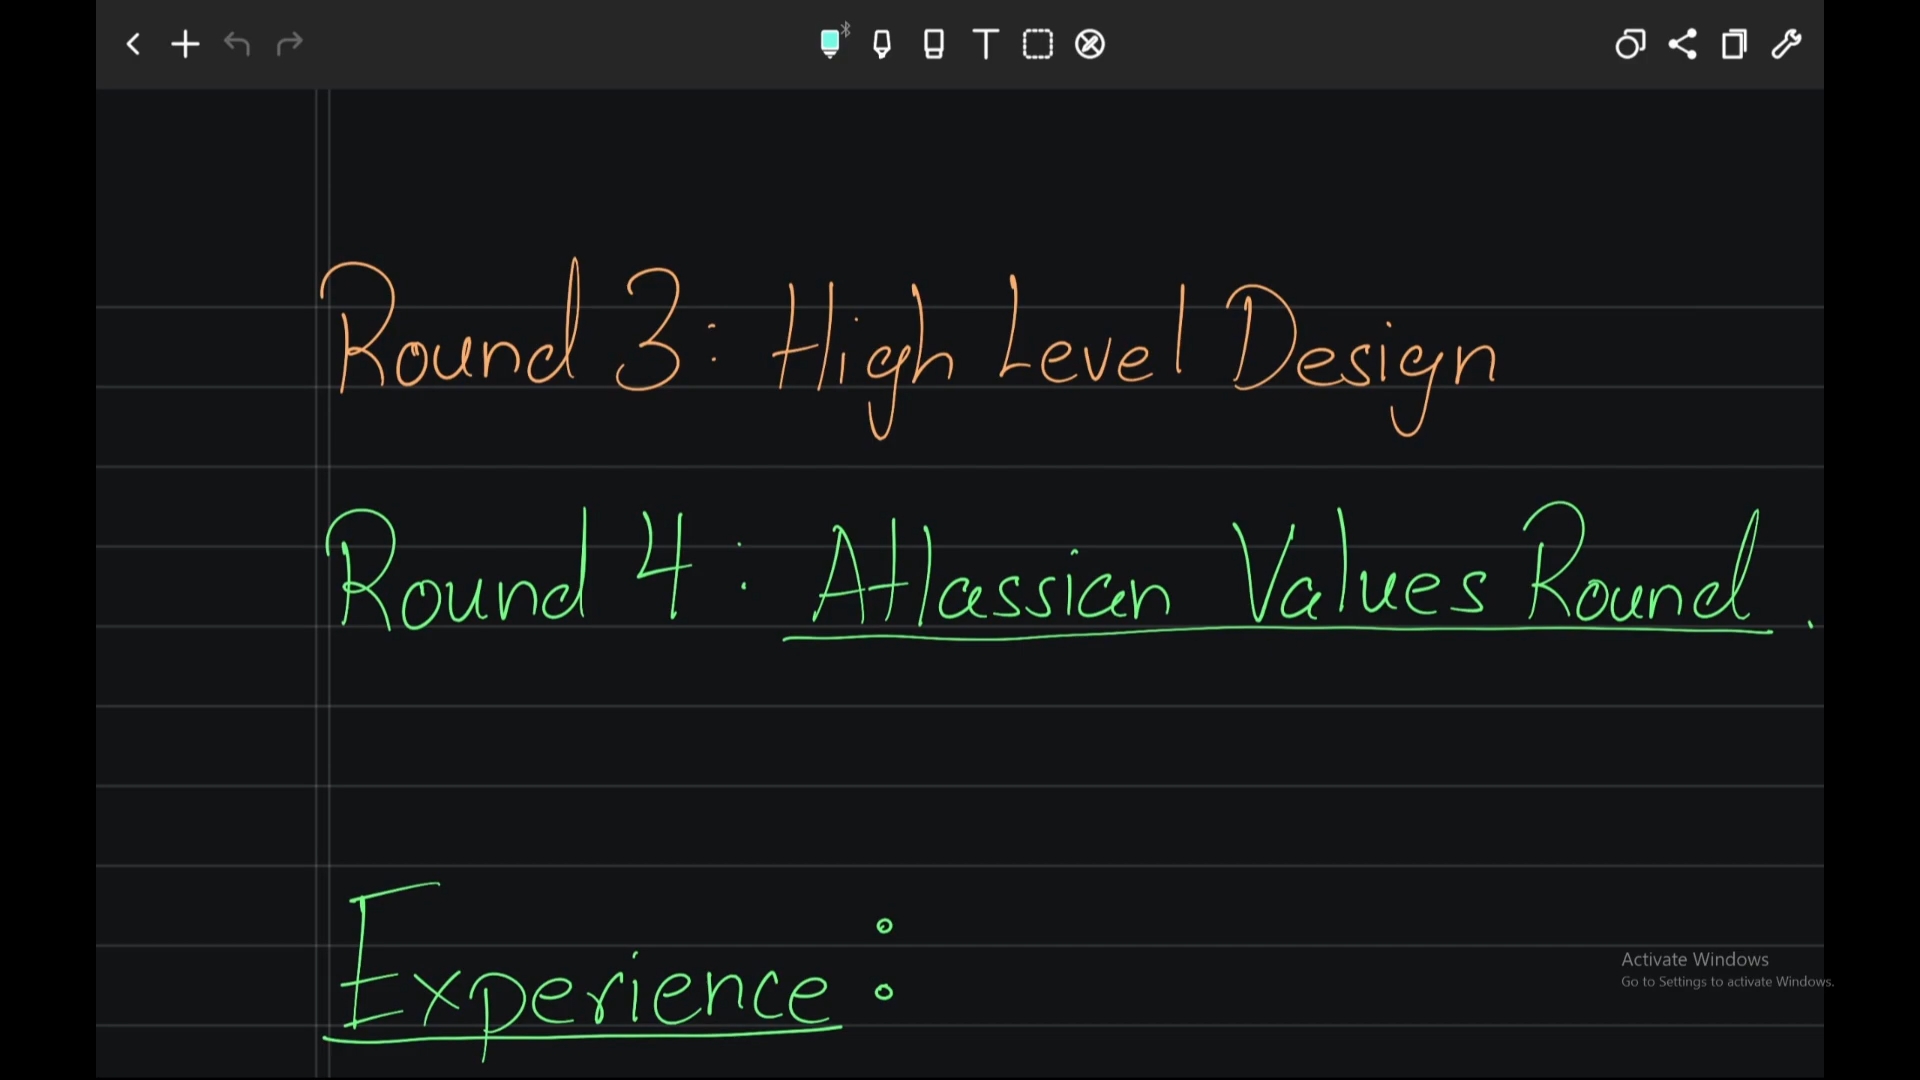 Round 3: High Level Design
Round 4: Atlassian Values Round.
Experience:
Activate Windows
Go to Settings to activate Windows.